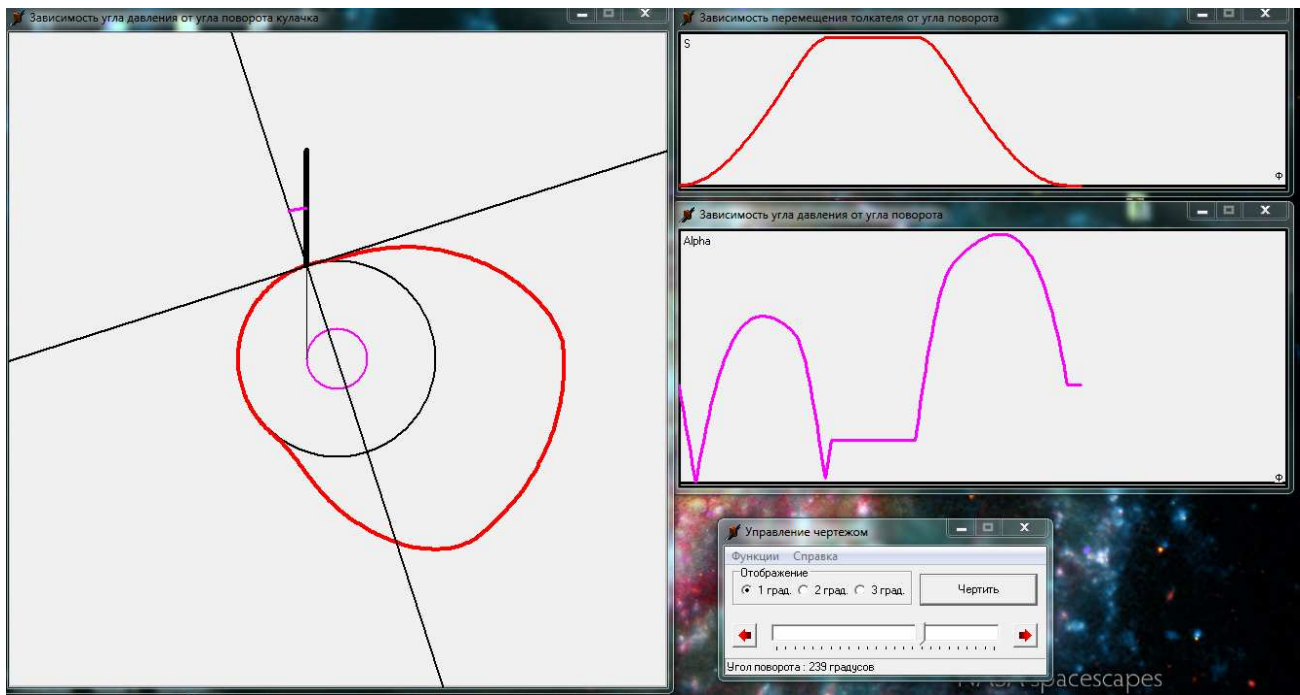 Зависимость угла давления от угла поворота кулачка
Зависимость перемещения толкателя от угла поворота
S
Ф
Зависимость угла давления от угла поворота
Alpha
Ф
Управление чертежом
Функции Справка
Отображение
1 град. 2 град. 3 град.
Чертить
Угол поворота : 239 градусов
NASA spacescapes